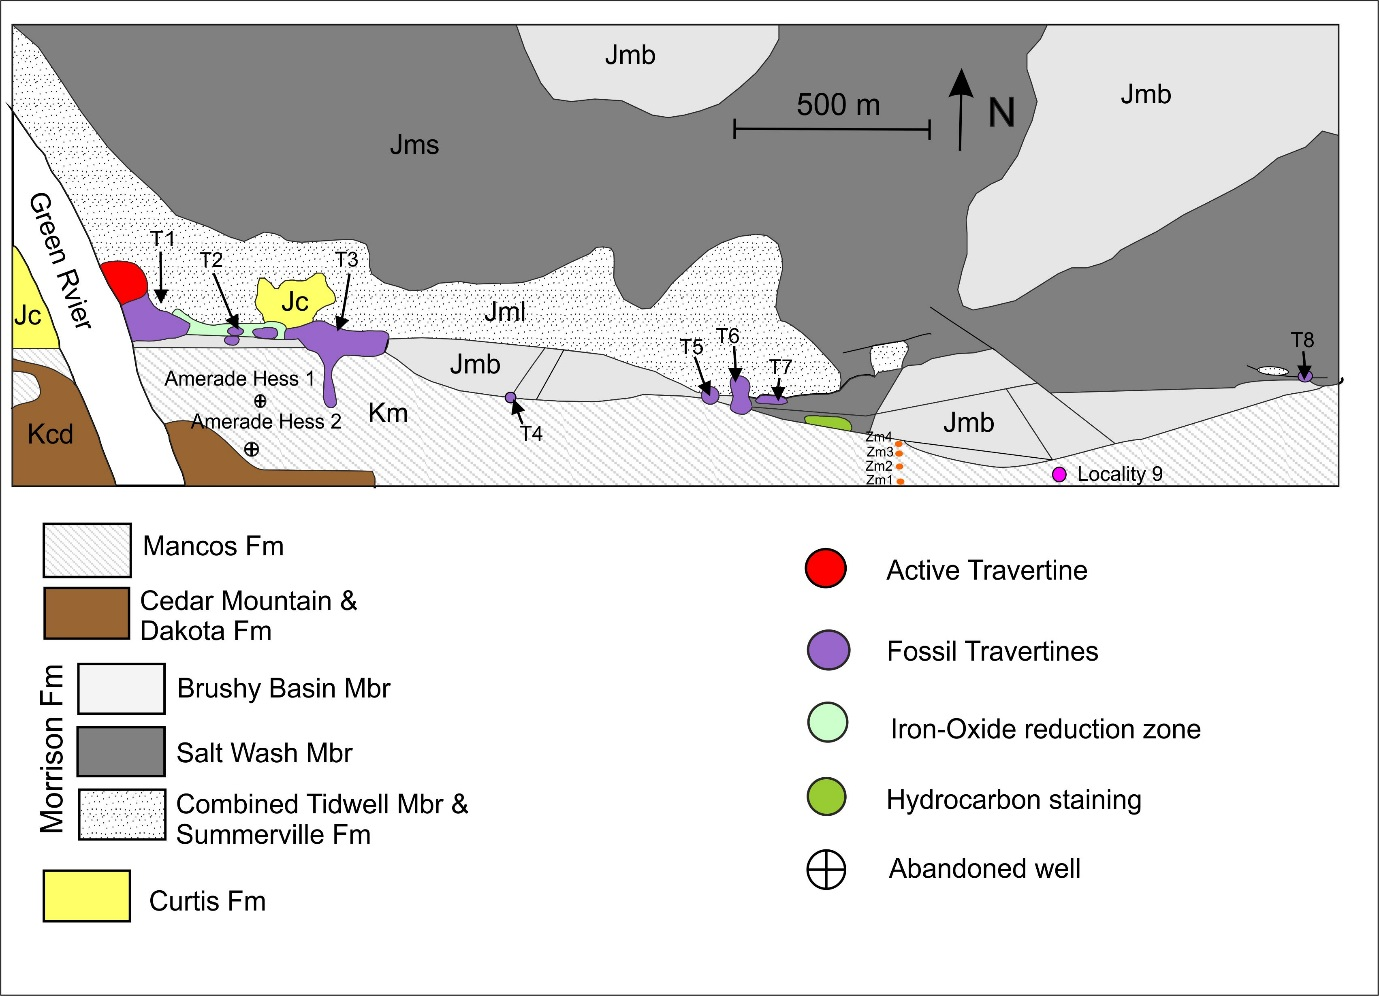 Jmb
Jmb
500 m
N
Jms
Green Rvier
T1
T2
T3
Jc
Jc
Jml
T5
T6
T7
T8
Jmb
Amerade Hess 1
Amerade Hess 2
Km
T4
Jmb
Kcd
Zm4
Zm3
Zm2
Zm1
Locality 9
Mancos Fm
Cedar Mountain &
Dakota Fm
Morrison Fm
Brushy Basin Mbr
Salt Wash Mbr
Combined Tidwell Mbr &
Summerville Fm
Curtis Fm
Active Travertine
Fossil Travertines
Iron-Oxide reduction zone
Hydrocarbon staining
Abandoned well